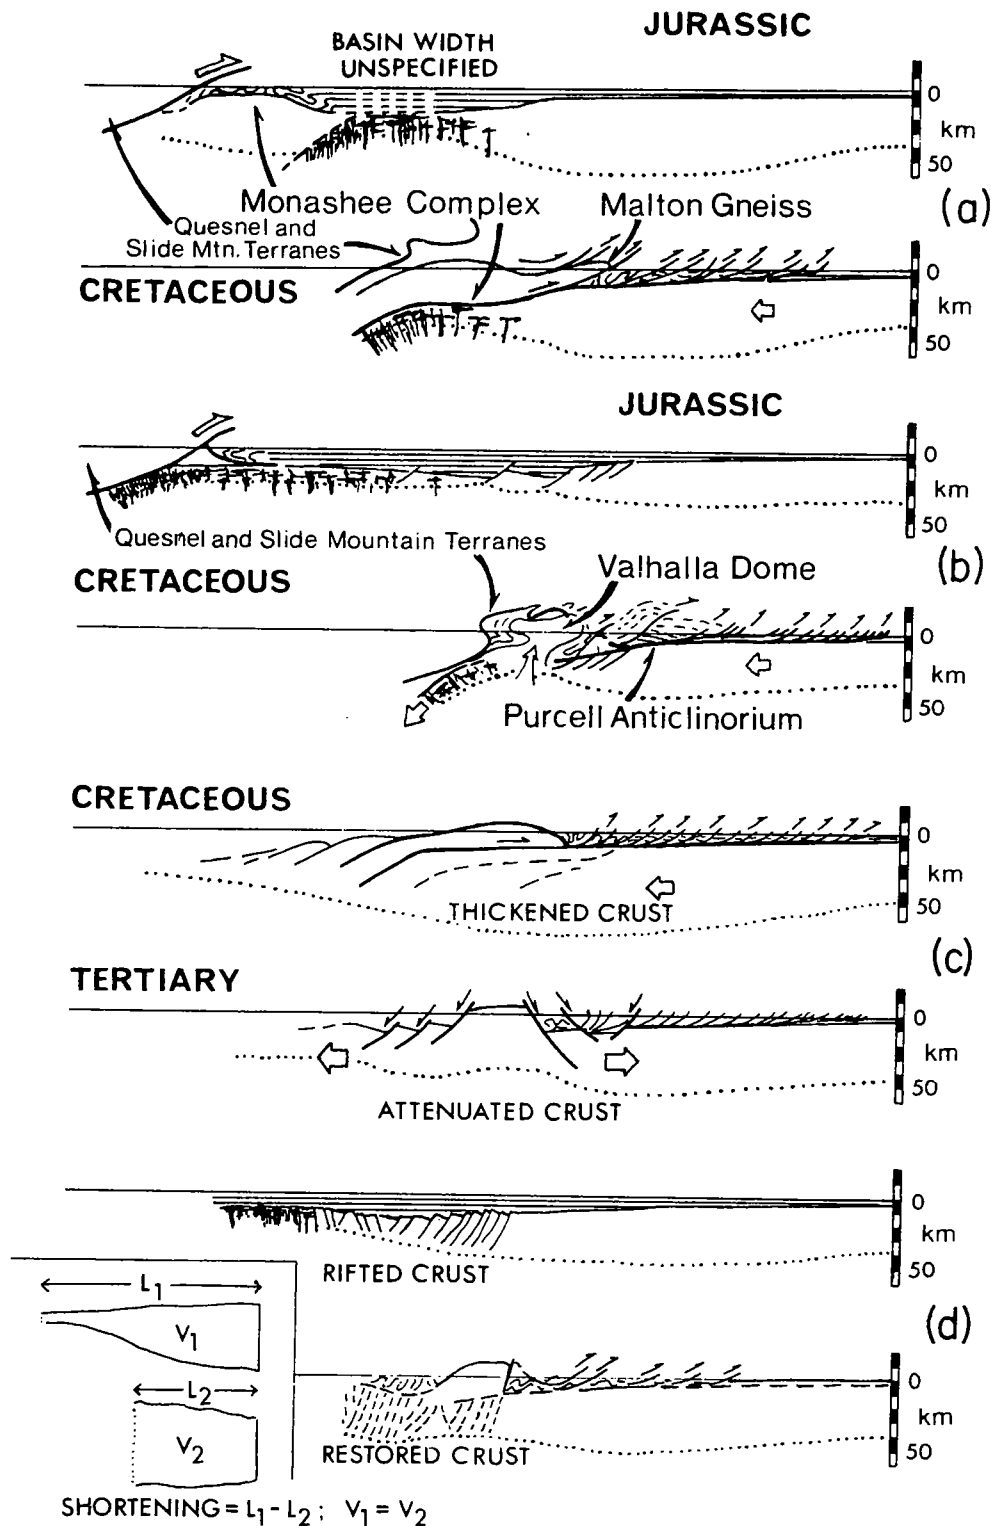 JURASSIC
BASIN WIDTH
UNSPECIFIED
0
km
50
(a)
Monashee Complex
Malton Gneiss
Quesnel and
Slide Mtn. Terranes
CRETACEOUS
0
km
50
JURASSIC
0
km
50
Quesnel and Slide Mountain Terranes
(b)
CRETACEOUS
Valhalla Dome
0
km
50
Purcell Anticlinorium
CRETACEOUS
0
km
50
THICKENED CRUST
(c)
TERTIARY
0
km
50
ATTENUATED CRUST
0
km
50
RIFTED CRUST
L1
V1
(d)
L2
V2
0
km
50
RESTORED CRUST
SHORTENING = L1 - L2 ; V1 = V2